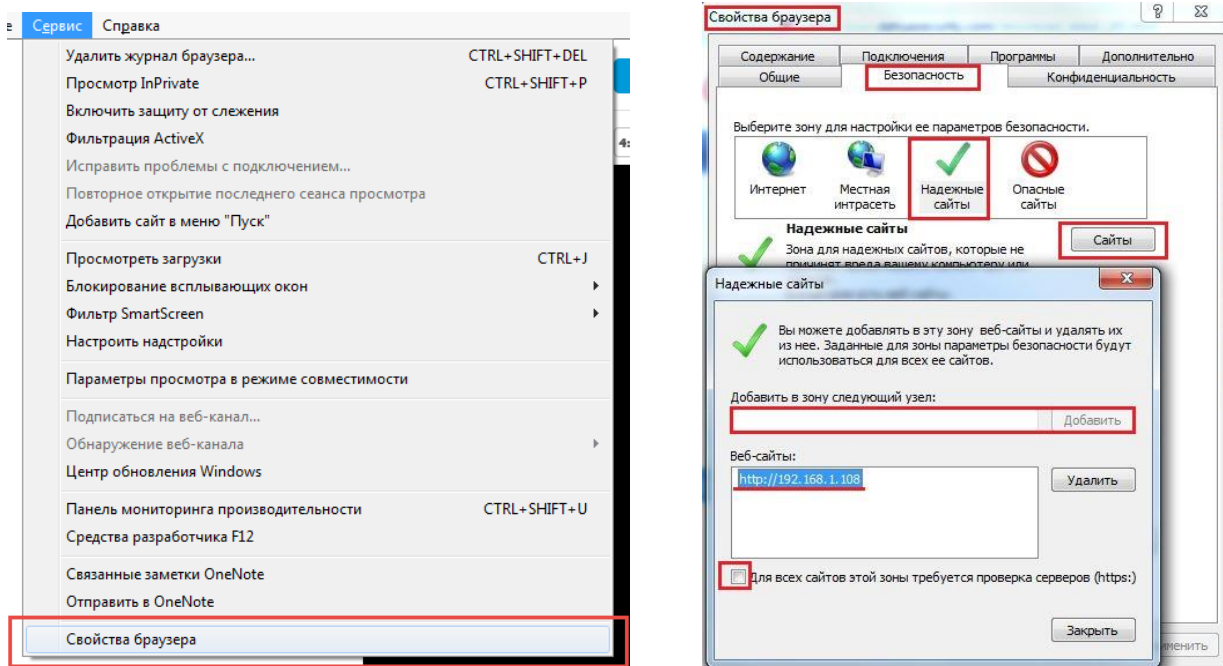 е Сервис Справка
Удалить журнал браузера... CTRL+SHIFT+DEL
Просмотр InPrivate CTRL+SHIFT+P
Включить защиту от слежения
Фильтрация ActiveX
Исправить проблемы с подключением...
Повторное открытие последнего сеанса просмотра
Добавить сайт в меню "Пуск"
Просмотреть загрузки CTRL+J
Блокирование всплывающих окон
Фильтр SmartScreen
Настроить надстройки
Параметры просмотра в режиме совместимости
Подписаться на веб-канал...
Обнаружение веб-канала
Центр обновления Windows
Панель мониторинга производительности CTRL+SHIFT+U
Средства разработчика F12
Связанные заметки OneNote
Отправить в OneNote
Свойства браузера
4:
Свойства браузера
Содержание Подключения Программы Дополнительно
Общие Безопасность Конфиденциальность
Выберите зону для настройки ее параметров безопасности.
Интернет Местная интрасеть Надежные сайты Опасные сайты
Надежные сайты
Сайты
Зона для надежных сайтов, которые не
причинят вреда вашему компьютеру или
Надежные сайты
Вы можете добавлять в эту зону веб-сайты и удалять их
из нее. Заданные для зоны параметры безопасности будут
использоваться для всех ее сайтов.
Добавить в зону следующий узел:
Добавить
Веб-сайты:
http://192.168.1.108
Удалить
Для всех сайтов этой зоны требуется проверка серверов (https:)
Закрыть
менить